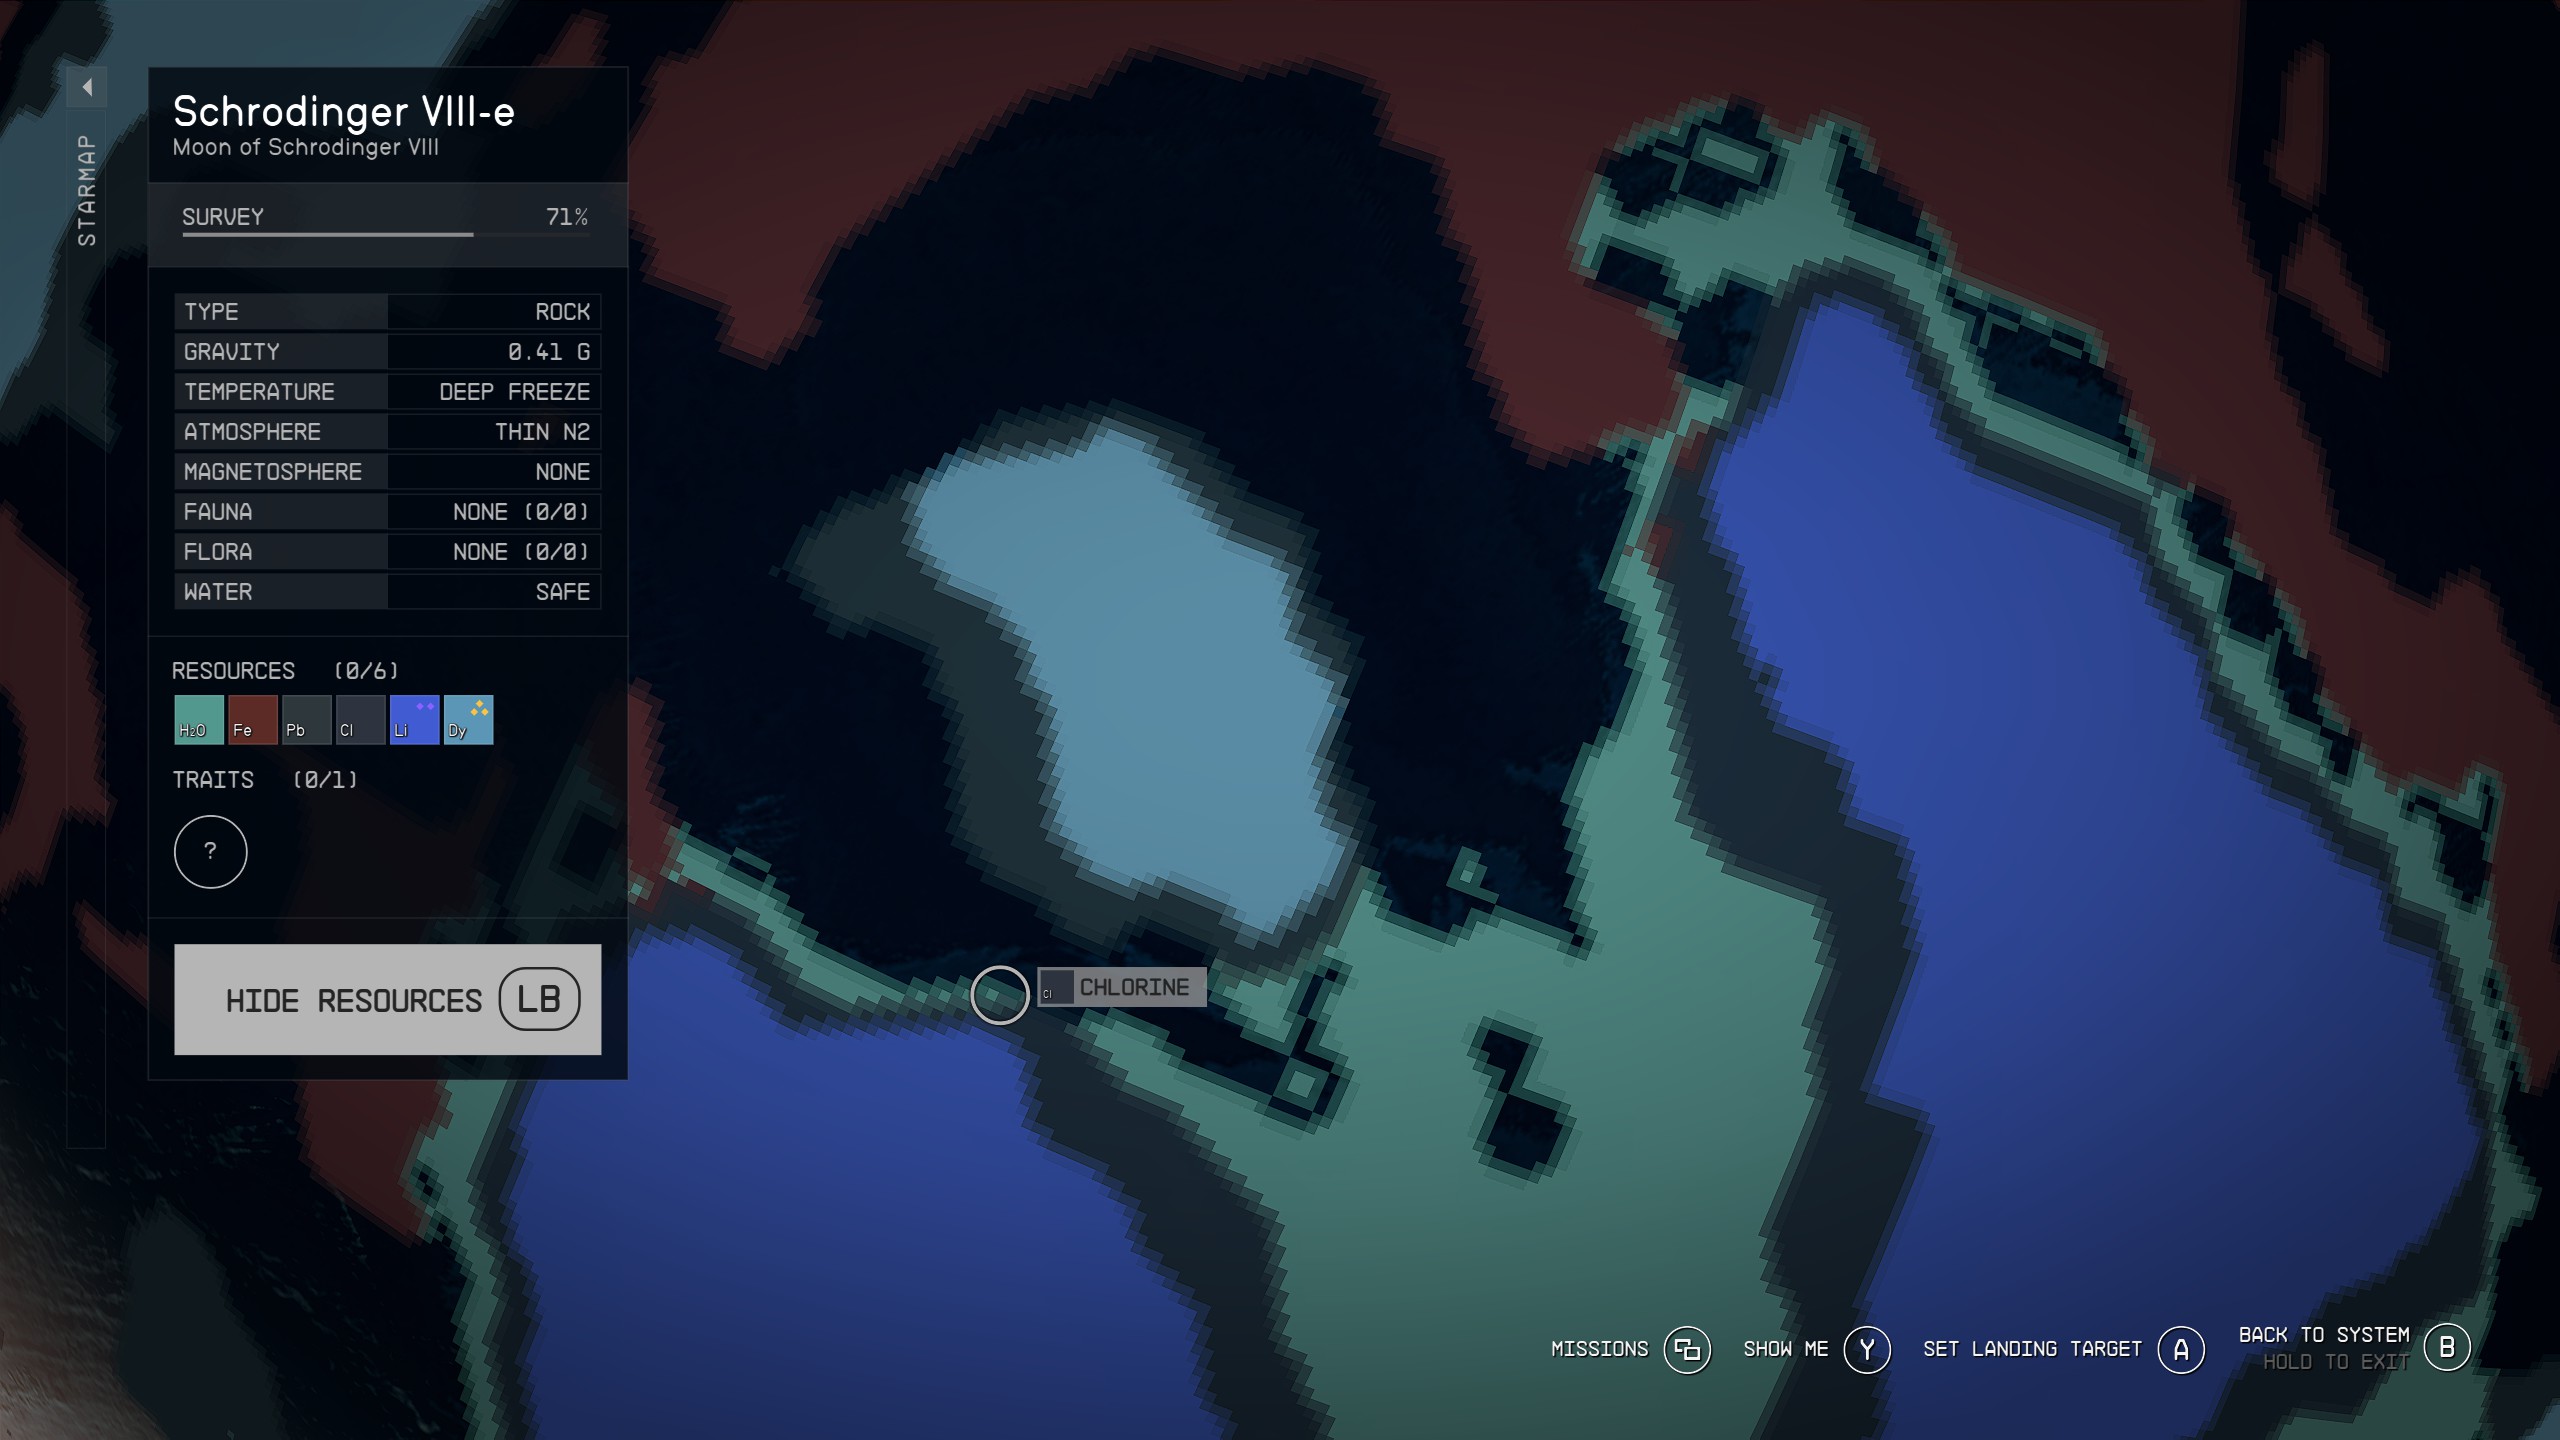 STARMAP
Schrodinger VIII-e
Moon of Schrodinger VIII
SURVEY 71%
TYPE ROCK
GRAVITY 0.41 G
TEMPERATURE DEEP FREEZE
ATMOSPHERE THIN N2
MAGNETOSPHERE NONE
FAUNA NONE (0/0)
FLORA NONE (0/0)
WATER SAFE
RESOURCES (0/6)
H₂O Fe Pb Cl Li Dy
TRAITS (0/1)
?
HIDE RESOURCES LB
Cl CHLORINE
MISSIONS SHOW ME Y SET LANDING TARGET A BACK TO SYSTEM B
HOLD TO EXIT